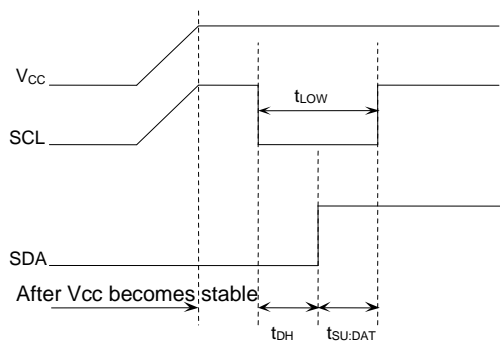 VCC
tLOW
SCL
SDA
After Vcc becomes stable
tDH
tSU:DAT